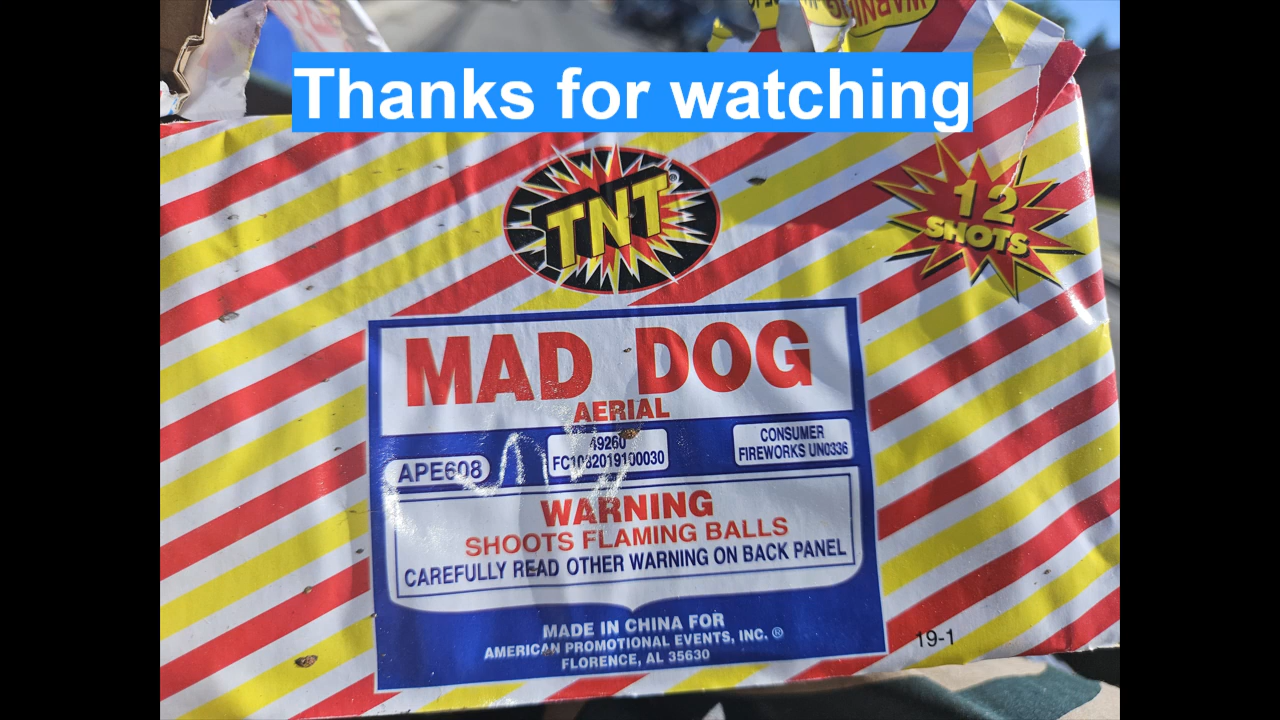 WARNING
Thanks for watching
TNT
12
SHOTS
MAD DOG
AERIAL
APE608
49260
FC1082019100030
CONSUMER
FIREWORKS UN0336
WARNING
SHOOTS FLAMING BALLS
CAREFULLY READ OTHER WARNING ON BACK PANEL
MADE IN CHINA FOR
AMERICAN PROMOTIONAL EVENTS, INC. ®
FLORENCE, AL 35630
19-1